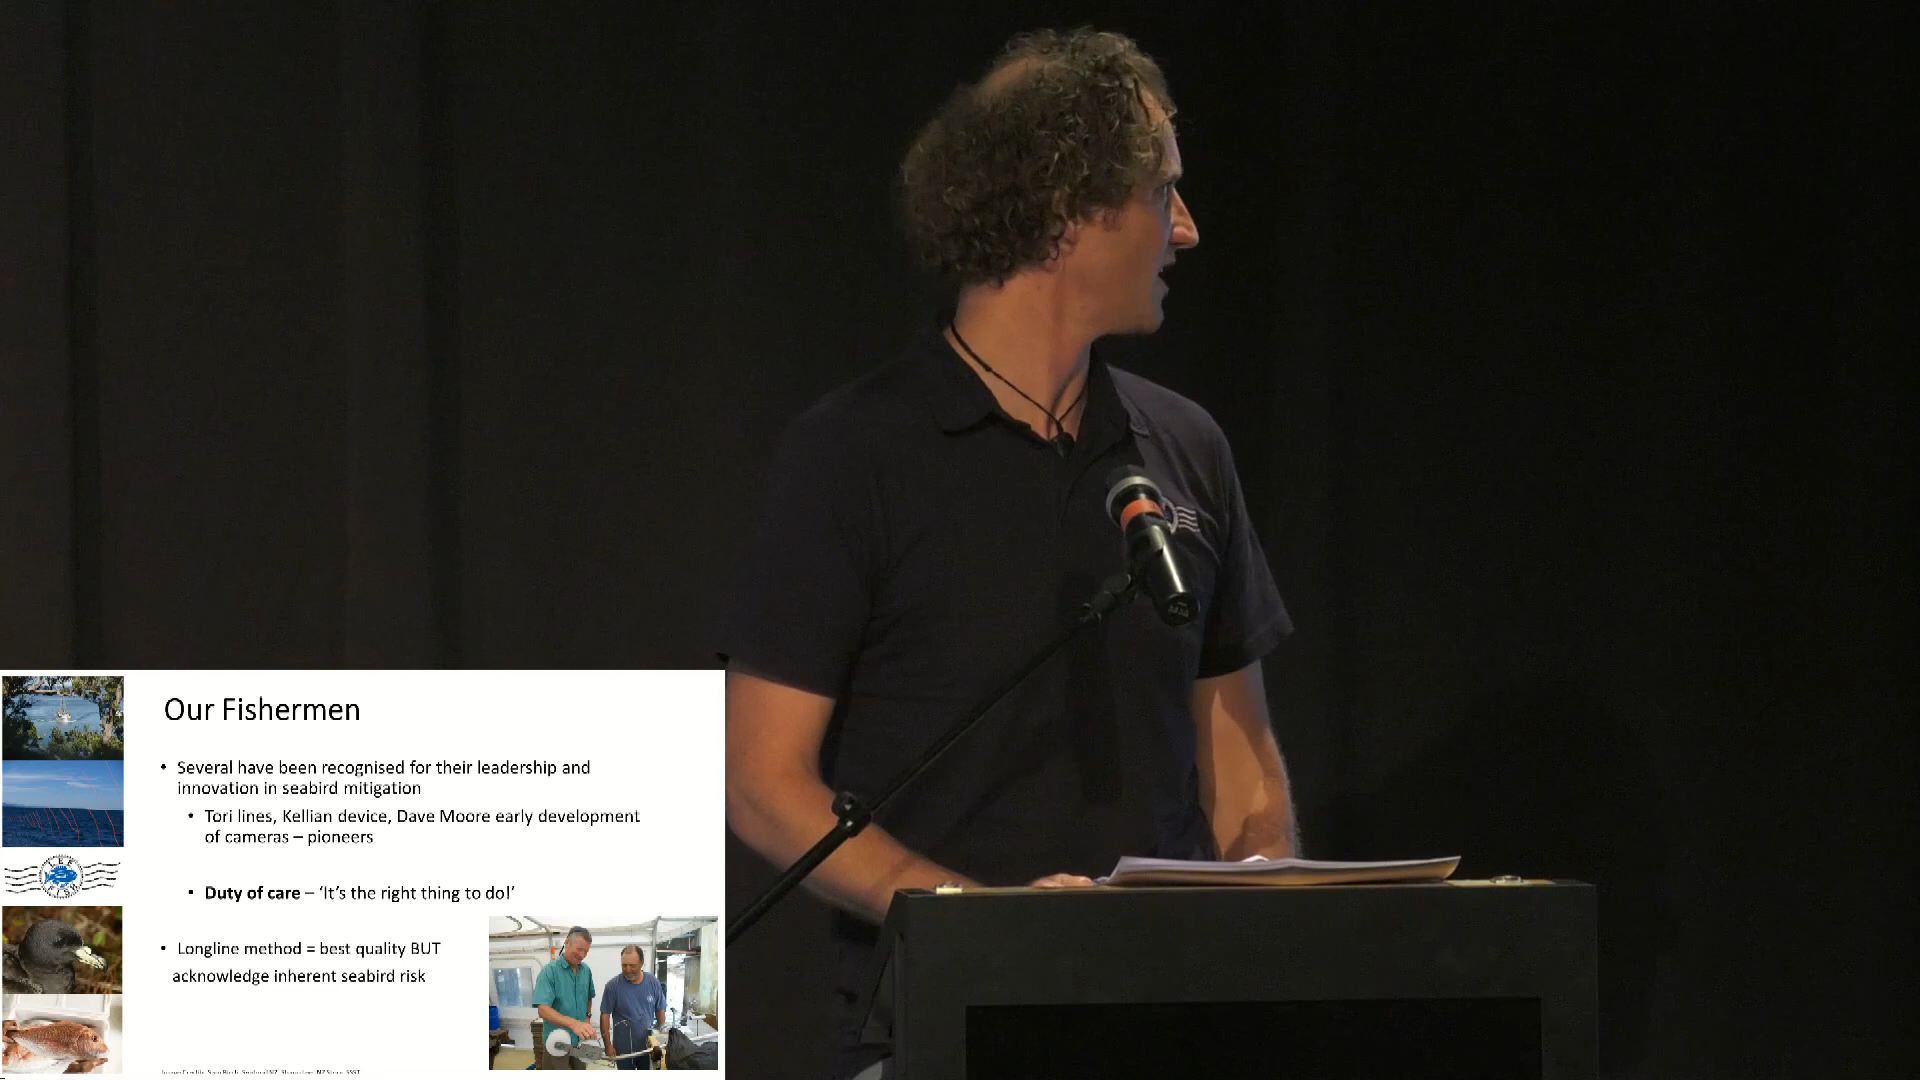 Our Fishermen
• Several have been recognised for their leadership and
innovation in seabird mitigation
• Tori lines, Kellian device, Dave Moore early development
of cameras – pioneers
• Duty of care – ‘It’s the right thing to do!’
LEE
FISH
• Longline method = best quality BUT
acknowledge inherent seabird risk